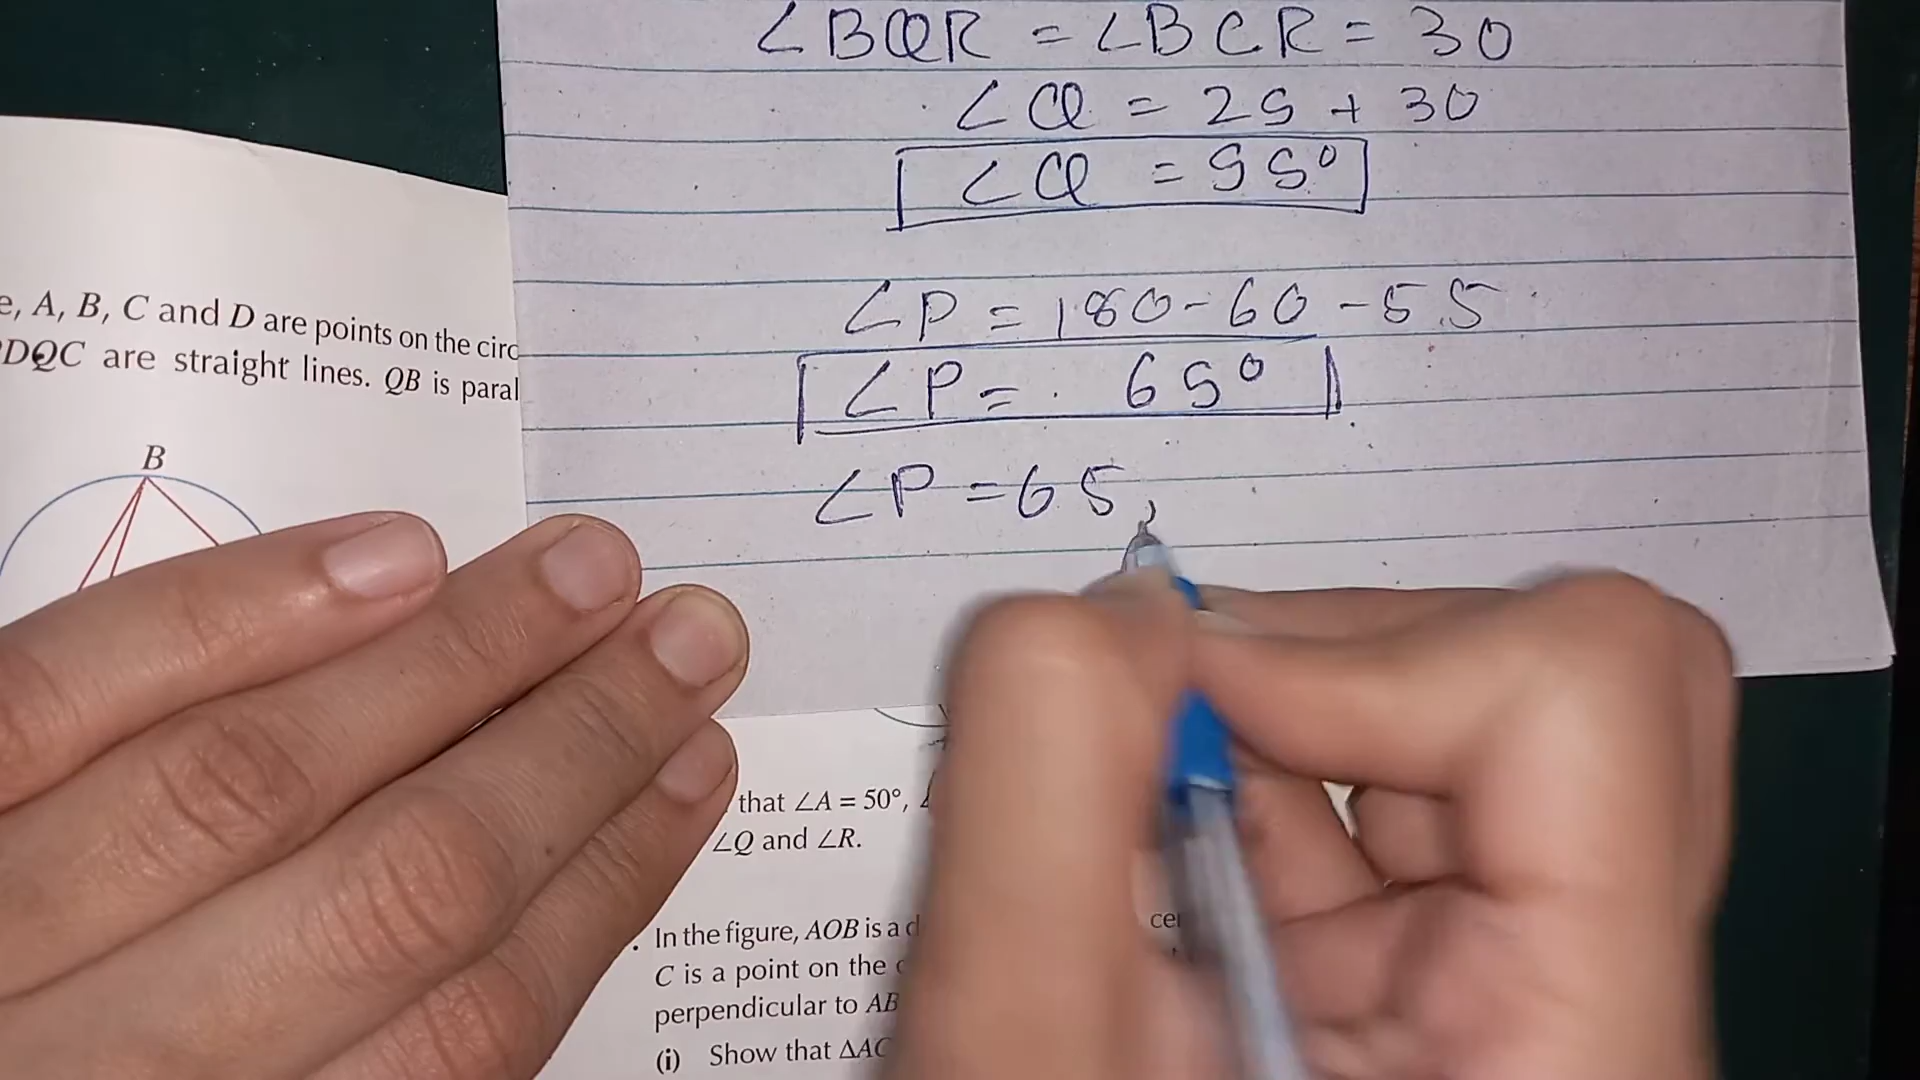 ∠BQR = ∠BCR = 30
∠Q = 25 + 30
∠Q = 55°
∠P = 180 - 60 - 55
∠P = 65°
∠P = 65,
e, A, B, C and D are points on the circ
DQC are straight lines. QB is paral
B
that ∠A = 50°, ∠
∠Q and ∠R.
In the figure, AOB is a d
C is a point on the
perpendicular to AB
(i) Show that ΔAC